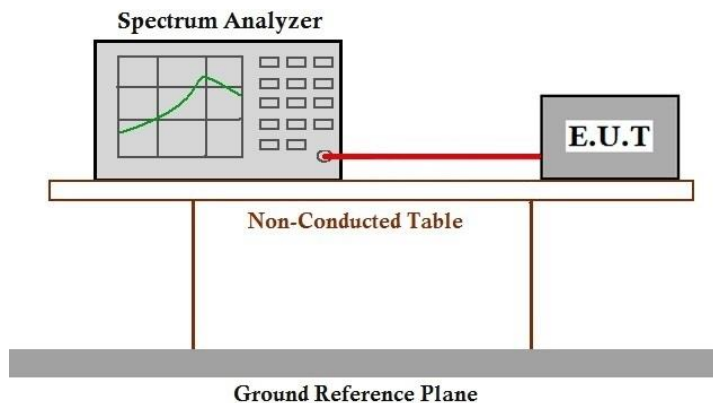 Spectrum Analyzer
E.U.T
Non-Conducted Table
Ground Reference Plane